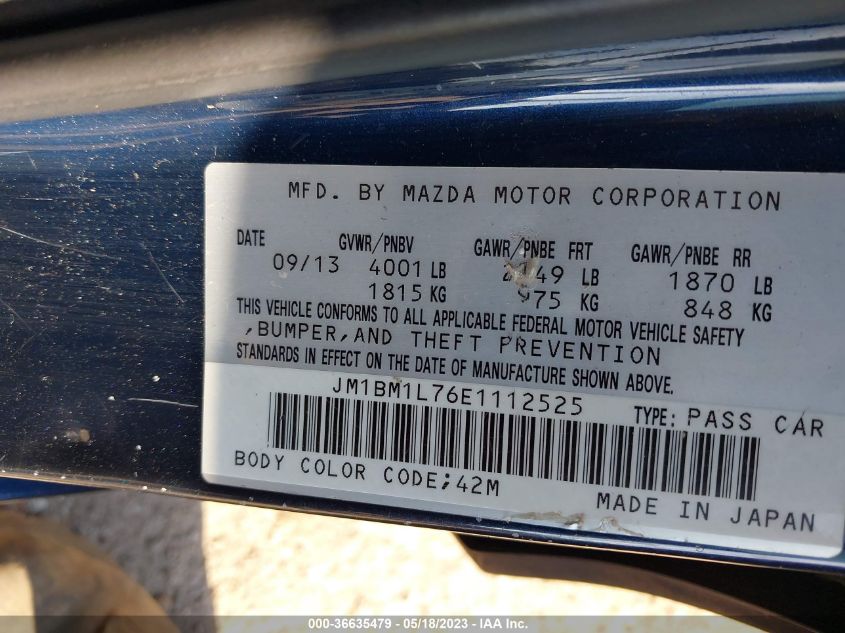 MFD. BY MAZDA MOTOR CORPORATION
DATE GVWR/PNBV GAWR/PNBE FRT GAWR/PNBE RR
09/13 4001 LB LB 1870 LB
1815 KG KG 848 KG
THIS VEHICLE CONFORMS TO ALL APPLICABLE FEDERAL MOTOR VEHICLE SAFETY
,BUMPER,AND THEFT PREVENTION
STANDARDS IN EFFECT ON THE DATE OF MANUFACTURE SHOWN ABOVE.
JM1BM1L76E1112525 TYPE: PASS CAR
BODY COLOR CODE;42M
MADE IN JAPAN
000-36635479 - 05/18/2023 - IAA Inc.